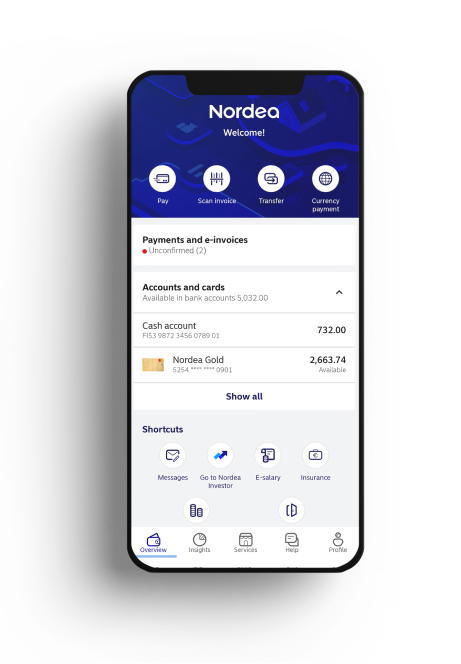 Nordea
Welcome!
Pay
Scan invoice
Transfer
Currency
payment
Payments and e-invoices
Unconfirmed (2)
Accounts and cards
Available in bank accounts 5,032.00
Cash account
732.00
FI53 9872 3456 0789 01
Nordea Gold
2,663.74
5254 **** **** 0901
Available
Show all
Shortcuts
Messages
Go to Nordea
Investor
E-salary
Insurance
Overview
Insights
Services
Help
Profile